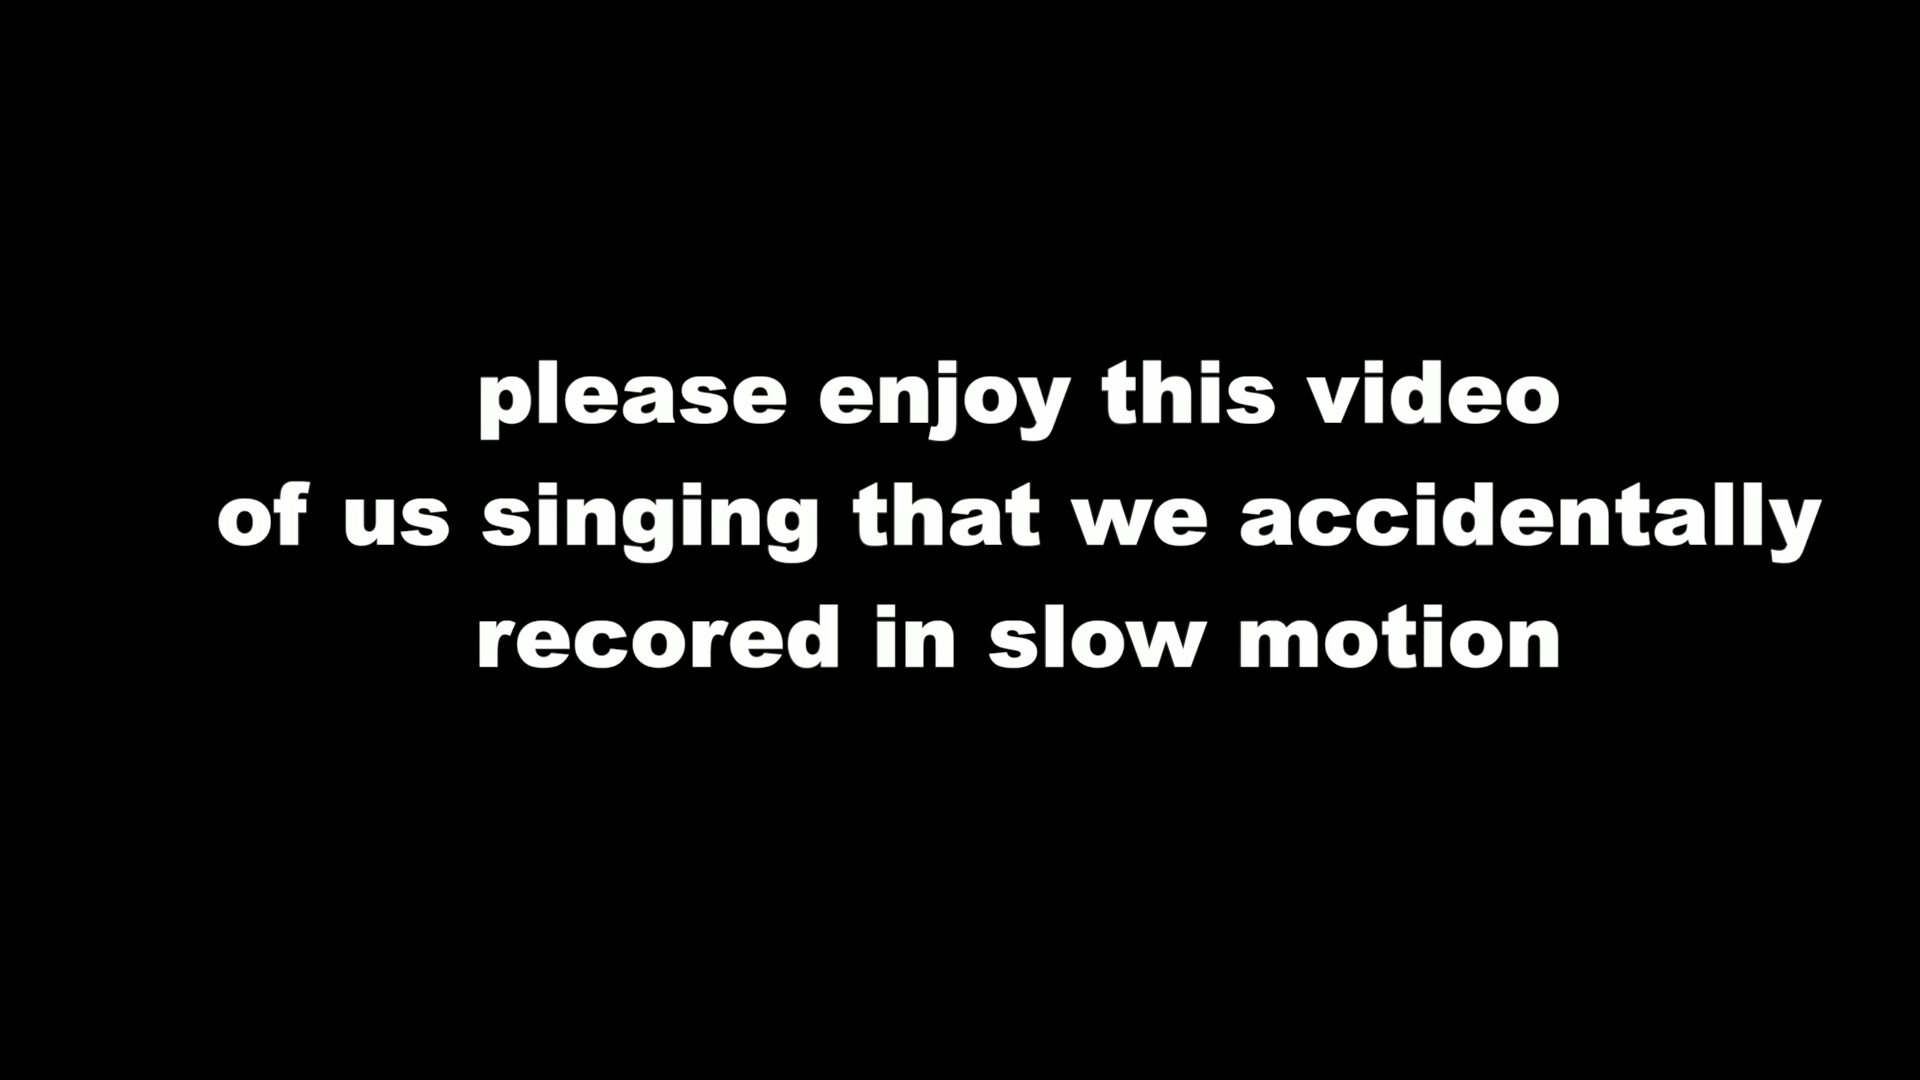 please enjoy this video
of us singing that we accidentally
recored in slow motion